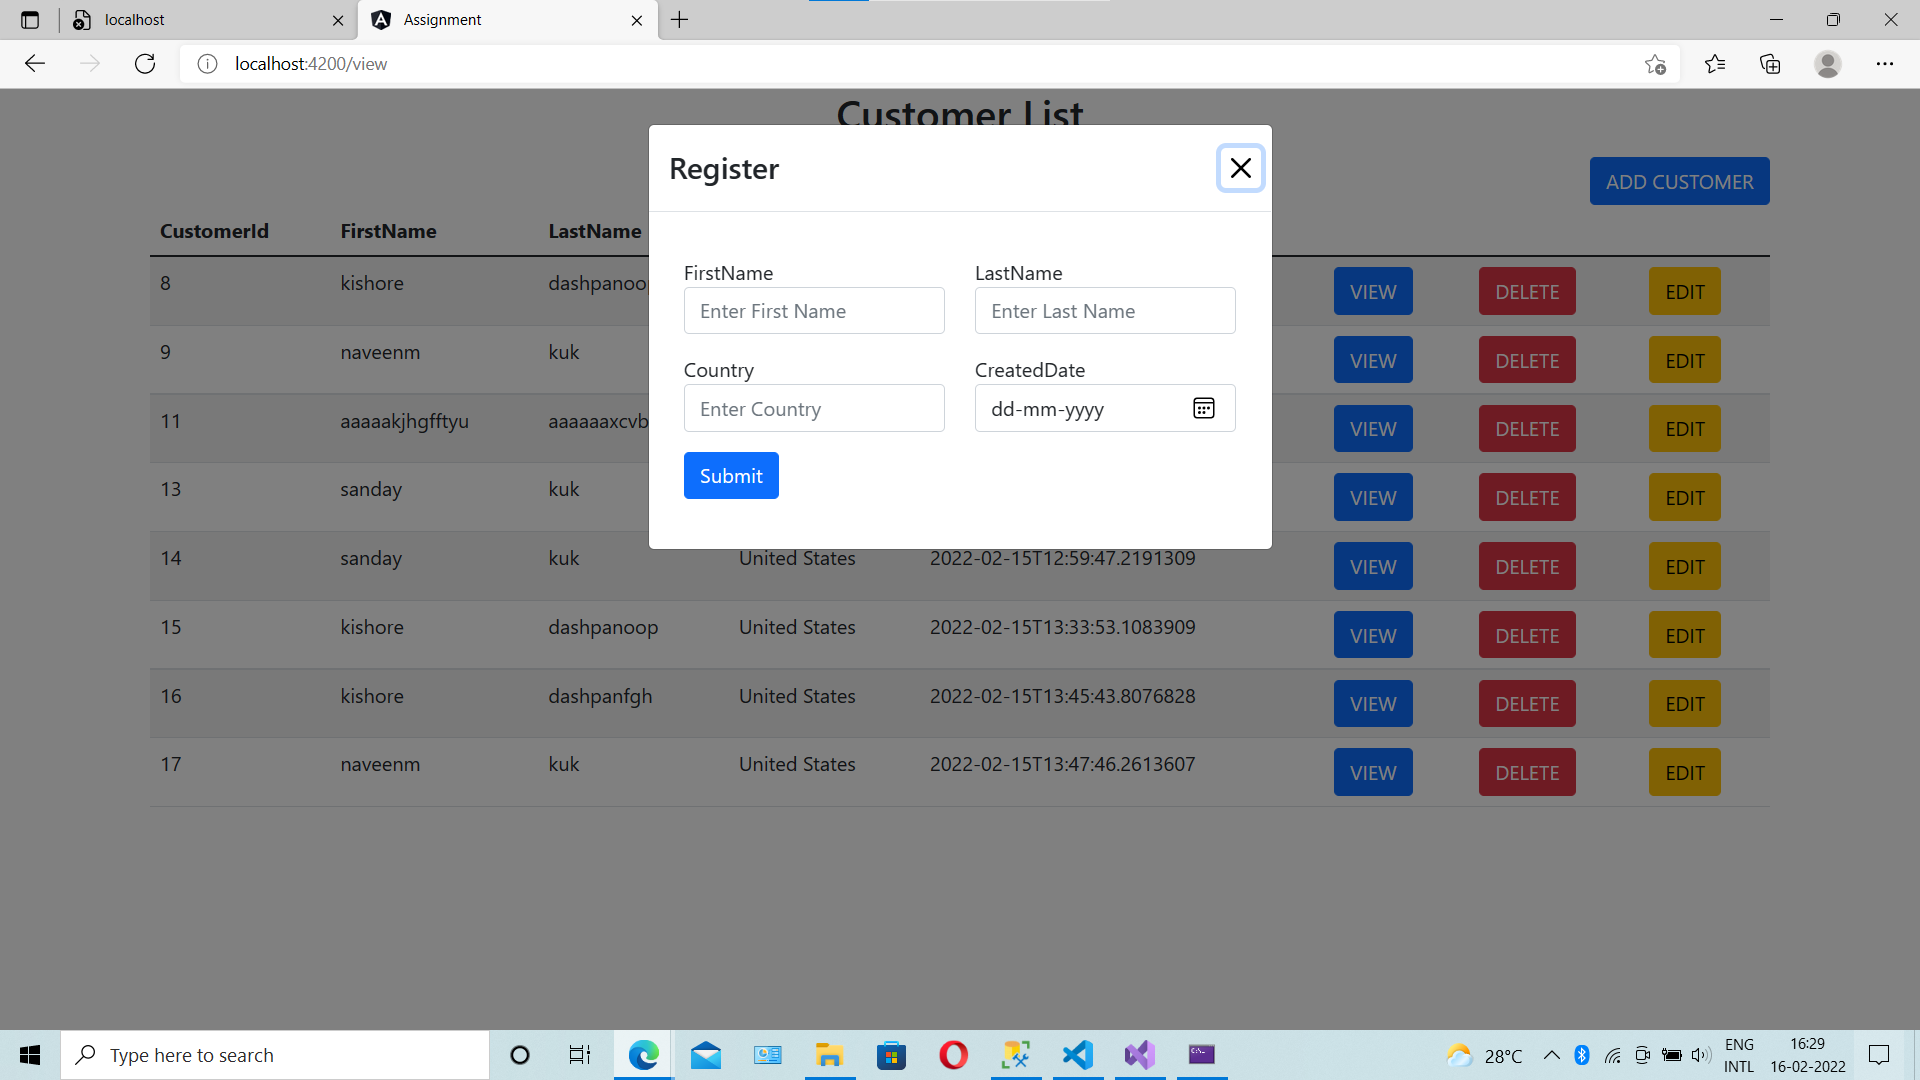 localhost
Assignment
localhost:4200/view
Customer List
Register
ADD CUSTOMER
CustomerId FirstName LastName
FirstName LastName
8 kishore dashpanoo VIEW DELETE EDIT
Enter First Name Enter Last Name
9 naveenm kuk VIEW DELETE EDIT
Country CreatedDate
Enter Country dd-mm-yyyy
11 aaaaakjhgfftyu aaaaaaxcvb VIEW DELETE EDIT
Submit
13 sanday kuk VIEW DELETE EDIT
14 sanday kuk United States 2022-02-15T12:59:47.2191309 VIEW DELETE EDIT
15 kishore dashpanoop United States 2022-02-15T13:33:53.1083909 VIEW DELETE EDIT
16 kishore dashpanfgh United States 2022-02-15T13:45:43.8076828 VIEW DELETE EDIT
17 naveenm kuk United States 2022-02-15T13:47:46.2613607 VIEW DELETE EDIT
Type here to search
28°C
ENG
INTL
16:29
16-02-2022